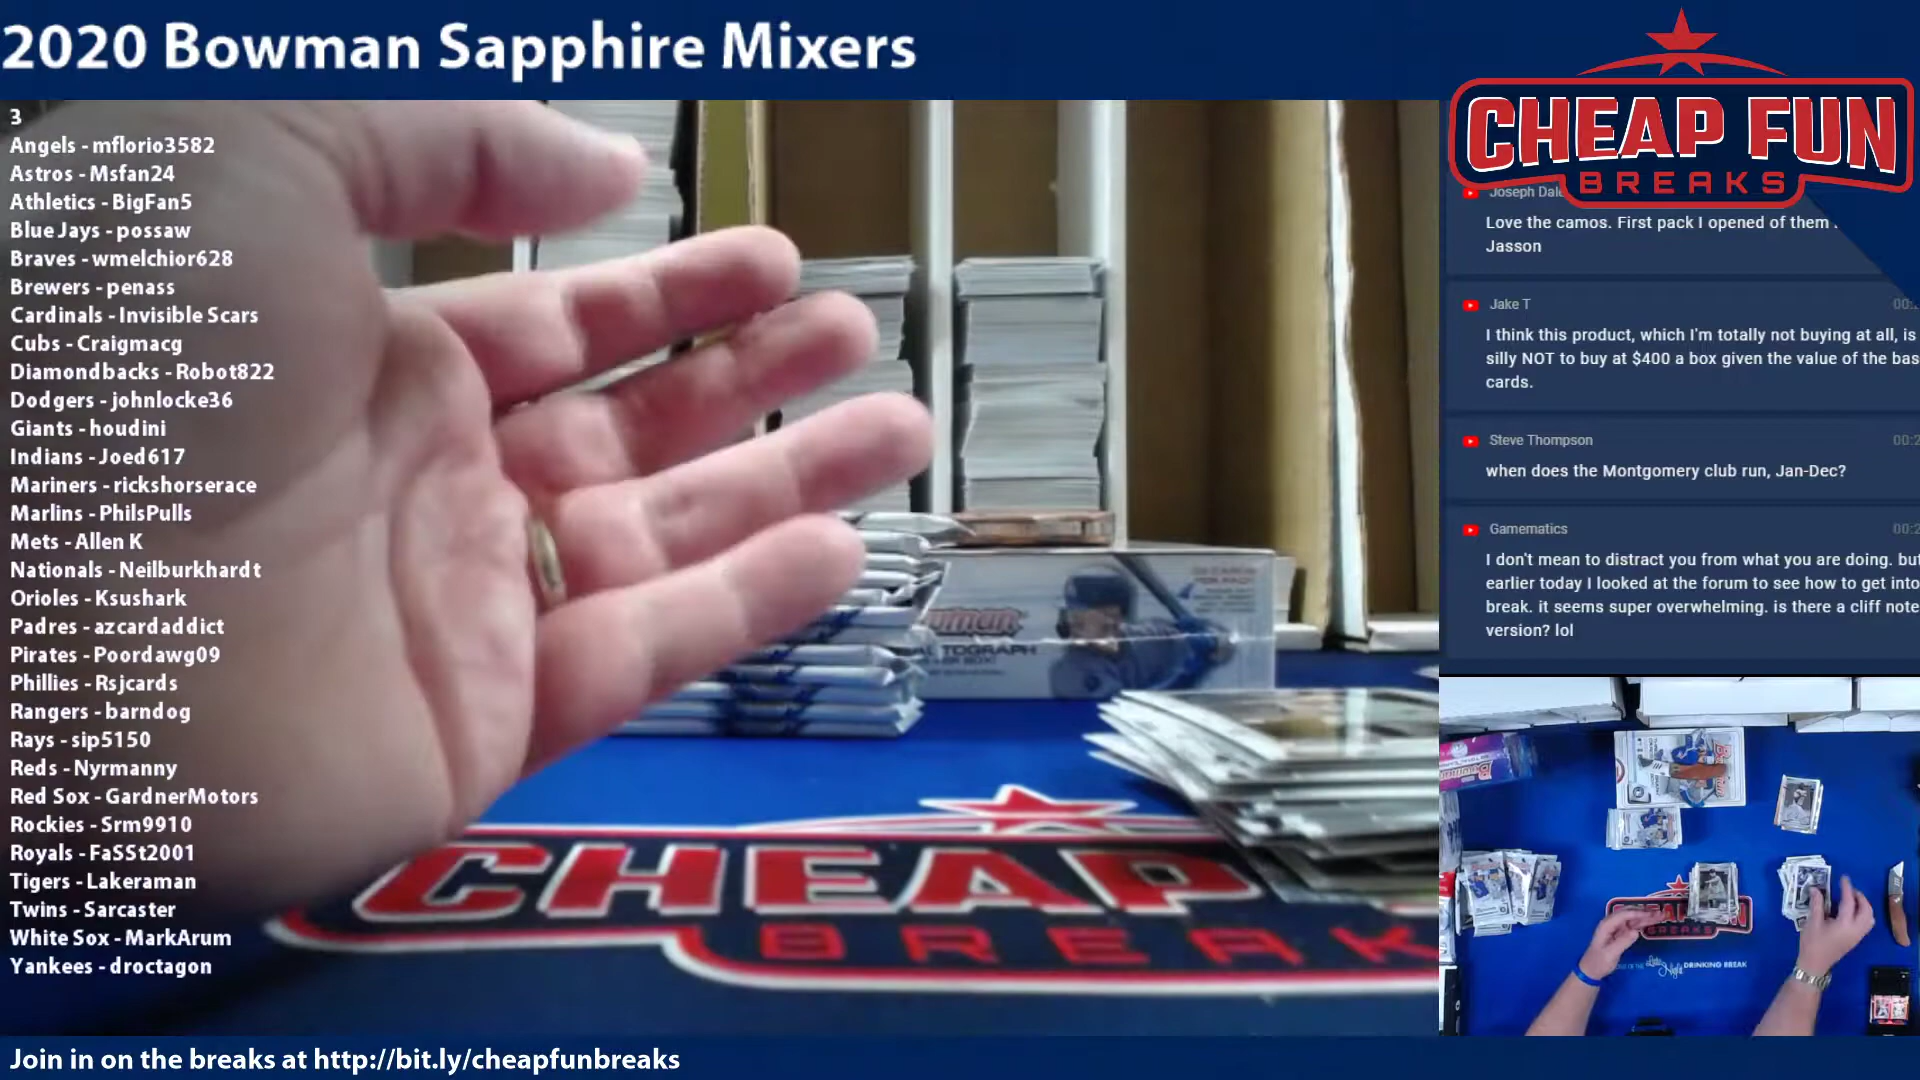 2020 Bowman Sapphire Mixers
3
Angels - mflorio3582
Astros - Msfan24
Athletics - BigFan5
Blue Jays - possaw
Braves - wmelchior628
Brewers - penass
Cardinals - Invisible Scars
Cubs - Craigmacg
Diamondbacks - Robot822
Dodgers - johnlocke36
Giants - houdini
Indians - Joed617
Mariners - rickshorserace
Marlins - PhilsPulls
Mets - Allen K
Nationals - Neilburkhardt
Orioles - Ksushark
Padres - azcardaddict
Pirates - Poordawg09
Phillies - Rsjcards
Rangers - barndog
Rays - sip5150
Reds - Nyrmanny
Red Sox - GardnerMotors
Rockies - Srm9910
Royals - FaSSt2001
Tigers - Lakeraman
Twins - Sarcaster
White Sox - MarkArum
Yankees - droctagon
Join in on the breaks at http://bit.ly/cheapfunbreaks
CHEAP FUN
BREAKS
Joseph Dale
Love the camos. First pack I opened of them
Jasson
Jake T
I think this product, which I'm totally not buying at all, is
silly NOT to buy at $400 a box given the value of the bas
cards.
Steve Thompson
when does the Montgomery club run, Jan-Dec?
Gamematics
I don't mean to distract you from what you are doing. but
earlier today I looked at the forum to see how to get into
break. it seems super overwhelming. is there a cliff note
version? lol
CHEAP
BREAK
TOGRAPH
BREAKS
DRINKING BREAK